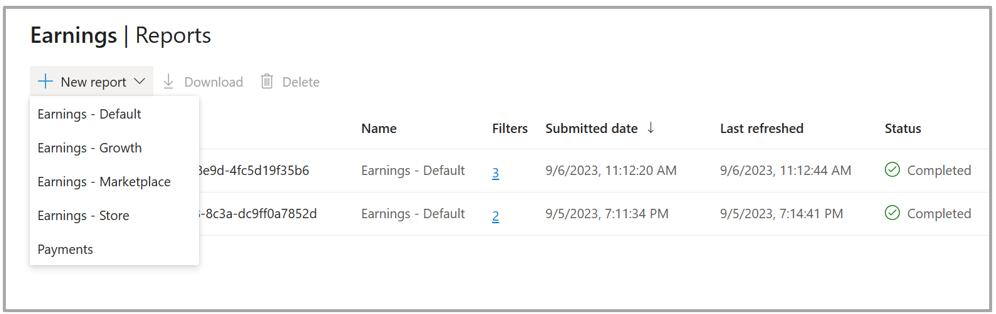 Earnings | Reports
New report Download Delete
Earnings - Default
Earnings - Growth
Earnings - Marketplace
Earnings - Store
Payments
Name Filters Submitted date ↓ Last refreshed Status
8e9d-4fc5d19f35b6 Earnings - Default 3 9/6/2023, 11:12:20 AM 9/6/2023, 11:12:44 AM Completed
-8c3a-dc9ff0a7852d Earnings - Default 2 9/5/2023, 7:11:34 PM 9/5/2023, 7:14:41 PM Completed